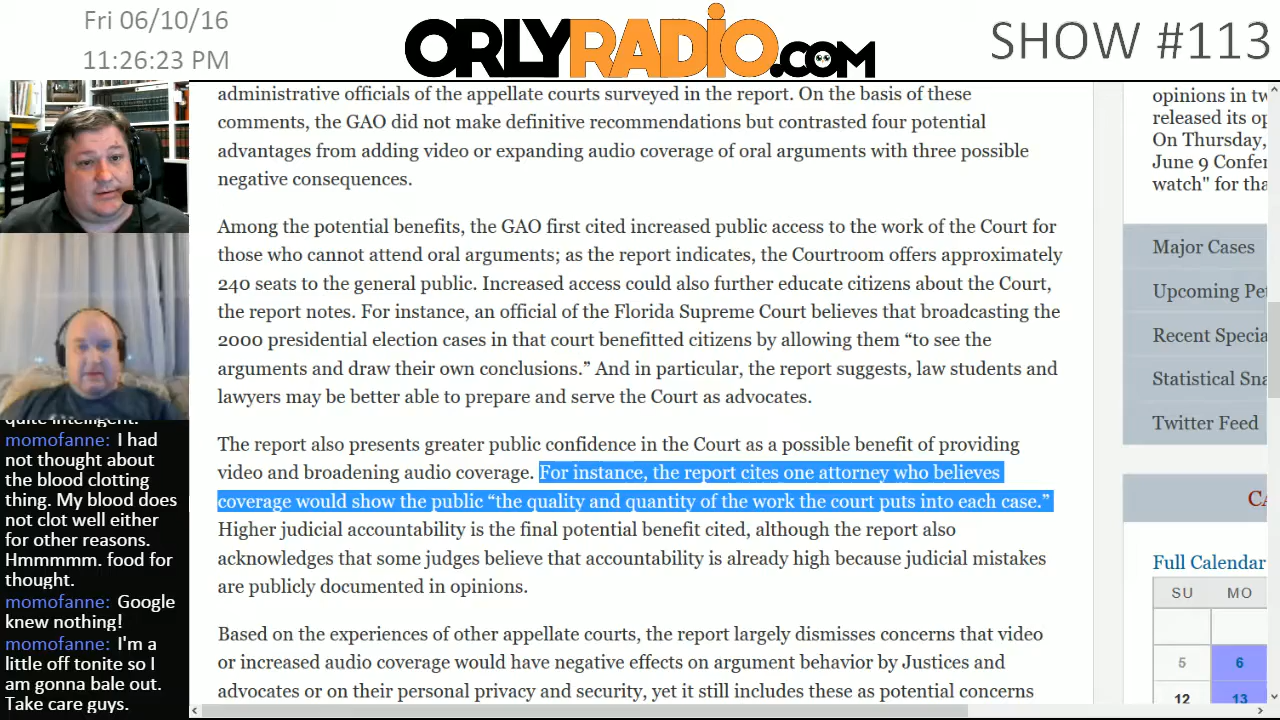 Fri 06/10/16
11:26:23 PM
ORLYRADIO.COM
SHOW #113
administrative officials of the appellate courts surveyed in the report. On the basis of these
comments, the GAO did not make definitive recommendations but contrasted four potential
advantages from adding video or expanding audio coverage of oral arguments with three possible
negative consequences.
Among the potential benefits, the GAO first cited increased public access to the work of the Court for
those who cannot attend oral arguments; as the report indicates, the Courtroom offers approximately
240 seats to the general public. Increased access could also further educate citizens about the Court,
the report notes. For instance, an official of the Florida Supreme Court believes that broadcasting the
2000 presidential election cases in that court benefitted citizens by allowing them “to see the
arguments and draw their own conclusions.” And in particular, the report suggests, law students and
lawyers may be better able to prepare and serve the Court as advocates.
The report also presents greater public confidence in the Court as a possible benefit of providing
video and broadening audio coverage. For instance, the report cites one attorney who believes
coverage would show the public “the quality and quantity of the work the court puts into each case.”
Higher judicial accountability is the final potential benefit cited, although the report also
acknowledges that some judges believe that accountability is already high because judicial mistakes
are publicly documented in opinions.
Based on the experiences of other appellate courts, the report largely dismisses concerns that video
or increased audio coverage would have negative effects on argument behavior by Justices and
advocates or on their personal privacy and security, yet it still includes these as potential concerns
opinions in tw
released its op
On Thursday,
June 9 Confer
watch" for tha
Major Cases
Upcoming Pet
Recent Specia
Statistical Sna
Twitter Feed
CA
Full Calendar
SU MO
5 6
12 13
quite intelligent.
momofanne: I had
not thought about
the blood clotting
thing. My blood does
not clot well either
for other reasons.
Hmmmmm. food for
thought.
momofanne: Google
knew nothing!
momofanne: I'm a
little off tonite so I
am gonna bale out.
Take care guys.